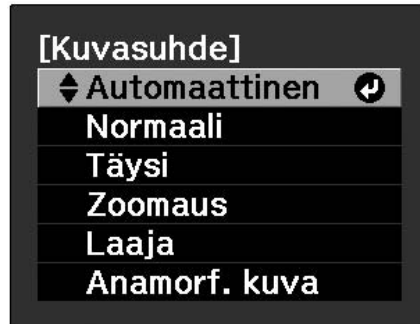 [Kuvasuhde]
Automaattinen
Normaali
Täysi
Zoomaus
Laaja
Anamorf. kuva